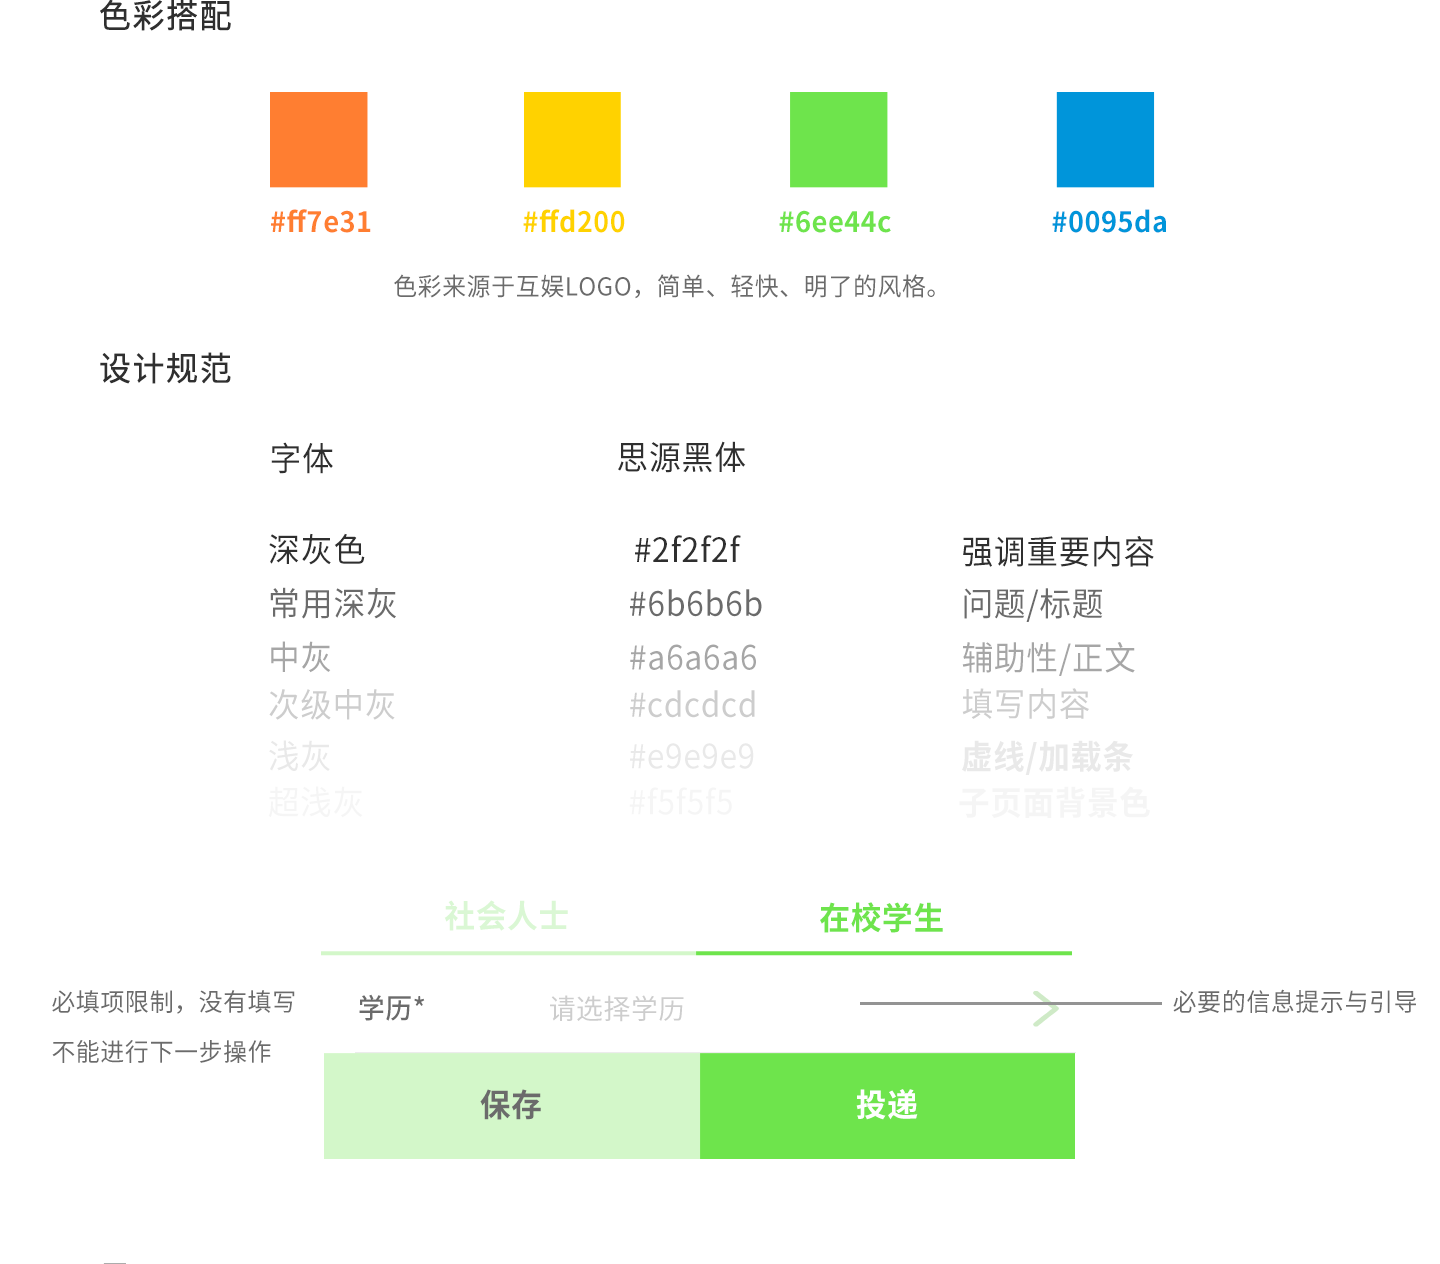 色彩搭配
#ff7e31 #ffd200 #6ee44c #0095da
色彩来源于互娱LOGO，简单、轻快、明了的风格。
设计规范
字体 思源黑体
深灰色 #2f2f2f 强调重要内容
常用深灰 #6b6b6b 问题/标题
中灰 #a6a6a6 辅助性/正文
次级中灰 #cdcdcd 填写内容
浅灰 #e9e9e9 虚线/加载条
超浅灰 #f5f5f5 子页面背景色
社会人士 在校学生
必填项限制，没有填写 学历* 请选择学历 必要的信息提示与引导
不能进行下一步操作
保存 投递